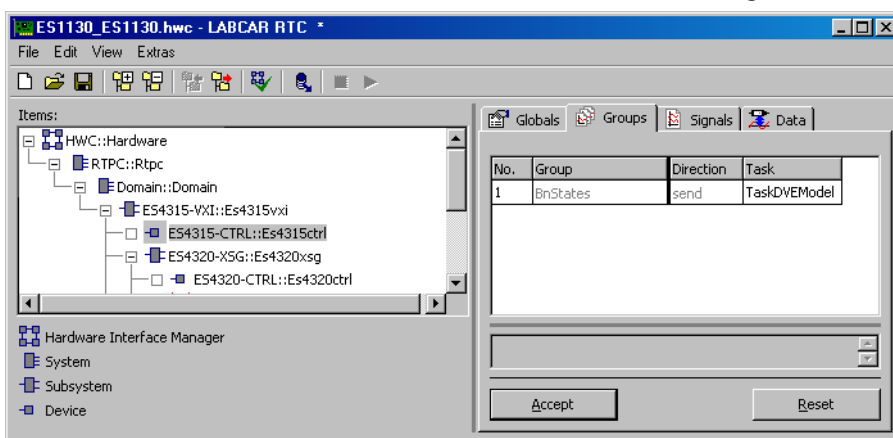 ES1130_ES1130.hwc - LABCAR RTC *
File Edit View Extras
Items:
HWC::Hardware
RTPC::Rtpc
Domain::Domain
ES4315-VXI::Es4315vxi
ES4315-CTRL::Es4315ctrl
ES4320-XSG::Es4320xsg
ES4320-CTRL::Es4320ctrl
Hardware Interface Manager
System
Subsystem
Device
Globals Groups Signals Data
No. Group Direction Task
1 BnStates send TaskDVEModel
Accept Reset